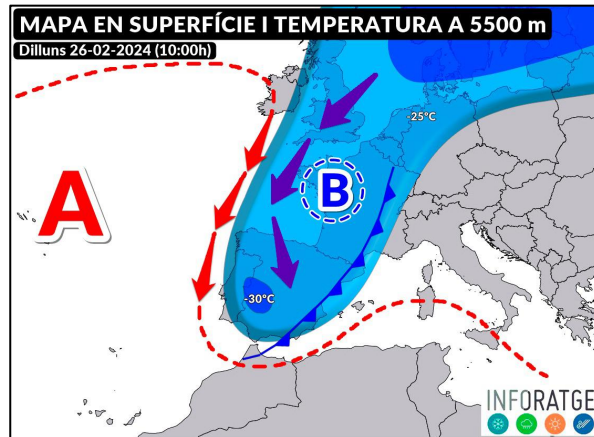 MAPA EN SUPERFÍCIE I TEMPERATURA A 5500 m
Dilluns 26-02-2024 (10:00h)
-25°C
A
B
-30°C
INFORATGE